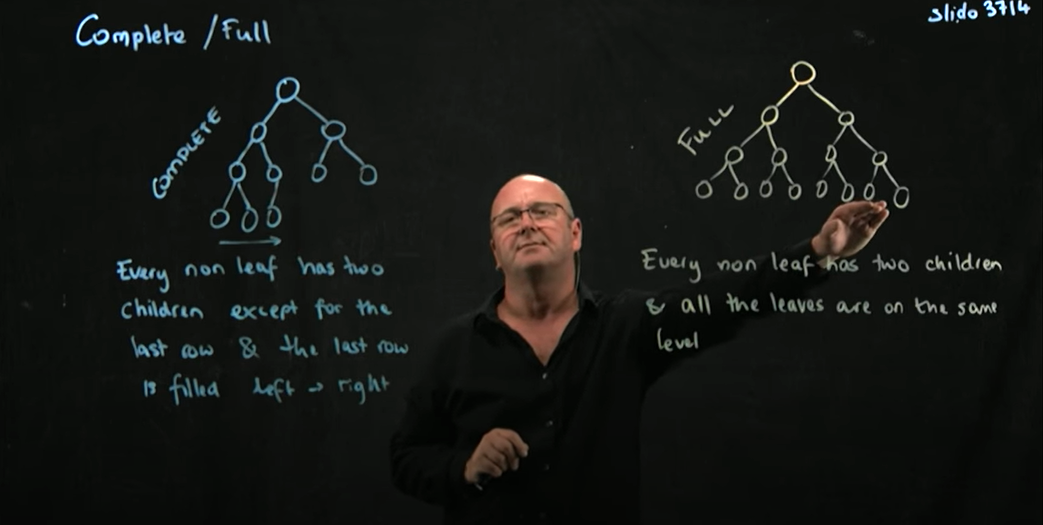 Complete / Full
slido 3714
COMPLETE
FULL
Every non leaf has two
children except for the
last row & the last row
is filled left → right
Every non leaf has two children
& all the leaves are on the same
level